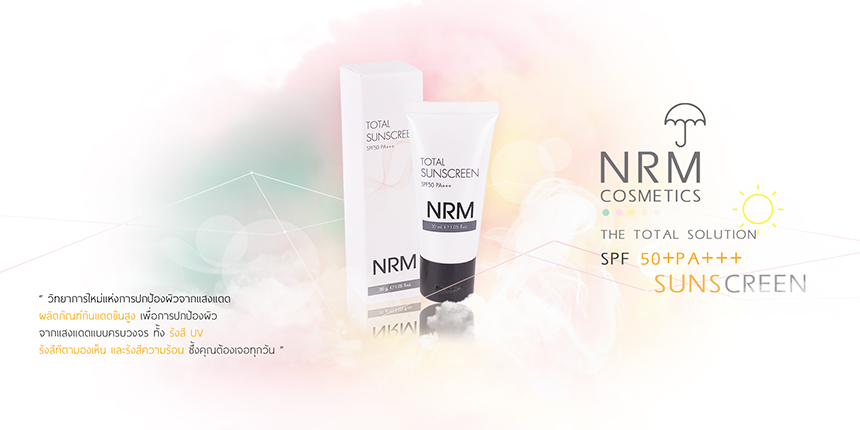 TOTAL
SUNSCREE
SPF50 PA+++
NRM
TOTAL
SUNSCREEN
SPF50 PA+++
NRM
30 mL e 1.05 fl.oz.
NRM
COSMETICS
THE TOTAL SOLUTION
SPF 50+PA+++
SUNSCREEN
“ วิทยาการใหม่แห่งการปกป้องผิวจากแสงแดด
ผลิตภัณฑ์กันแดดขั้นสูง เพื่อการปกป้องผิว
จากแสงแดดแบบครบวงจร ทั้ง รังสี UV
รังสีที่ตามองเห็น และรังสีความร้อน ซึ่งคุณต้องเจอทุกวัน ”